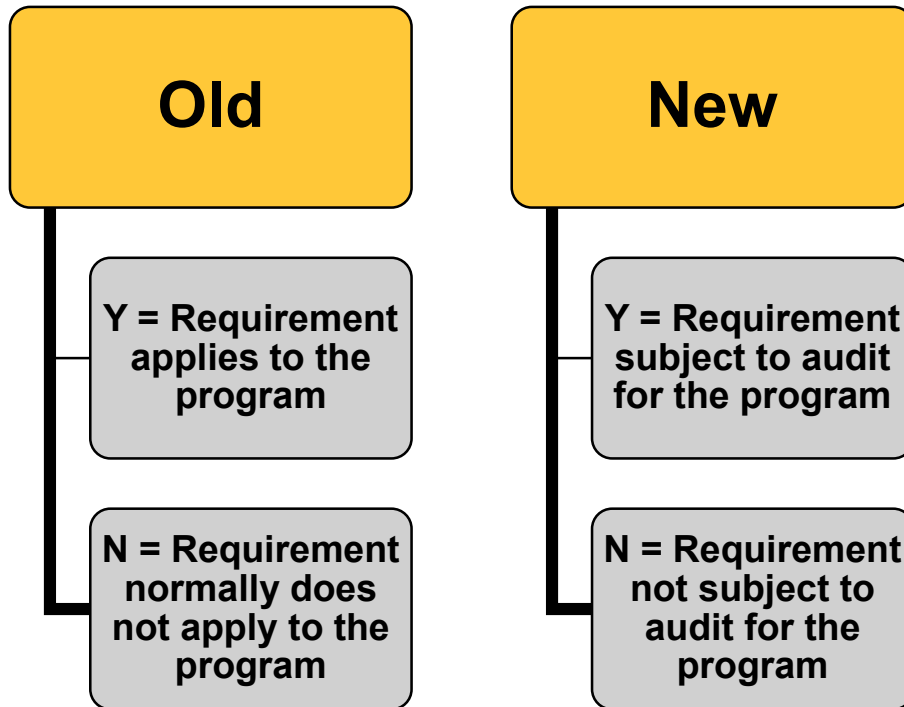 Old
Y = Requirement
applies to the
program
N = Requirement
normally does
not apply to the
program
New
Y = Requirement
subject to audit
for the program
N = Requirement
not subject to
audit for the
program